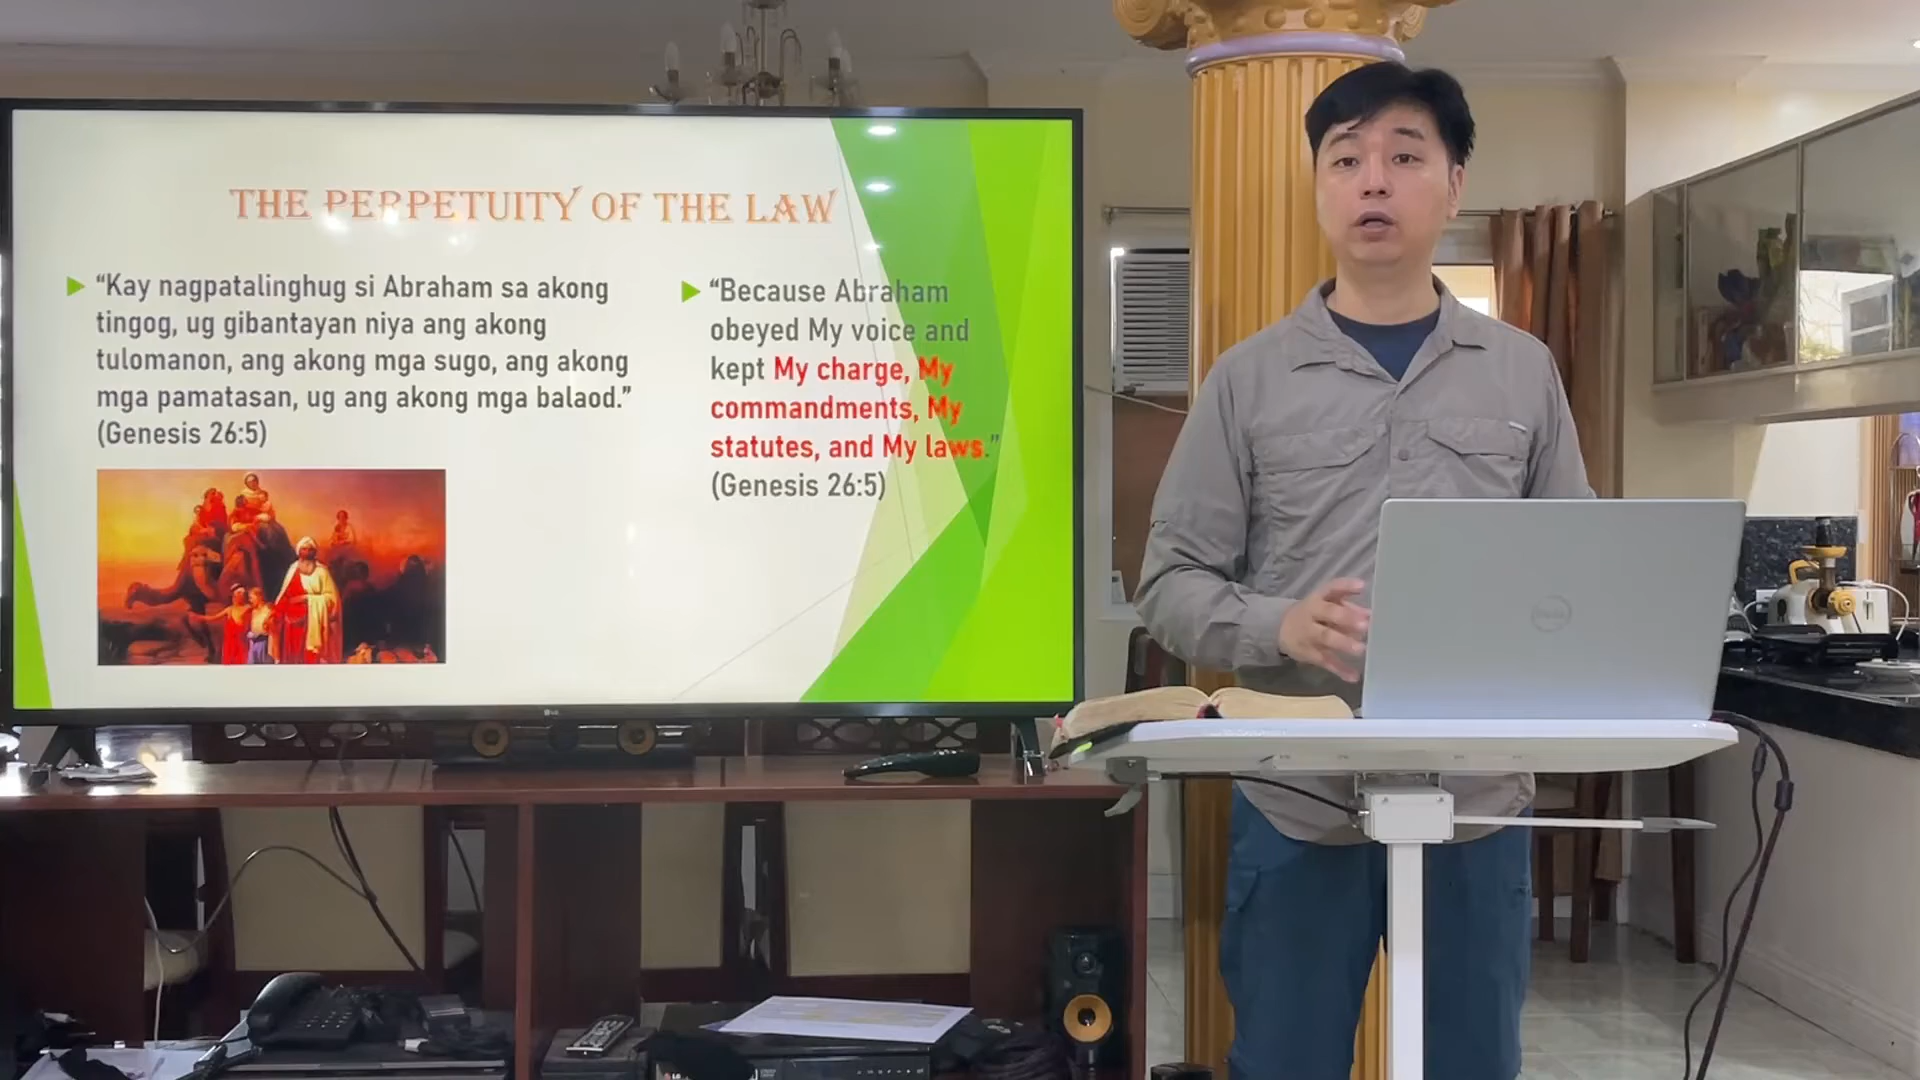 THE PERPETUITY OF THE LAW
“Kay nagpatalinghug si Abraham sa akong
tingog, ug gibantayan niya ang akong
tulomanon, ang akong mga sugo, ang akong
mga pamatasan, ug ang akong mga balaod.”
(Genesis 26:5)
“Because Abraham
obeyed My voice and
kept My charge, My
commandments, My
statutes, and My laws.”
(Genesis 26:5)
LG